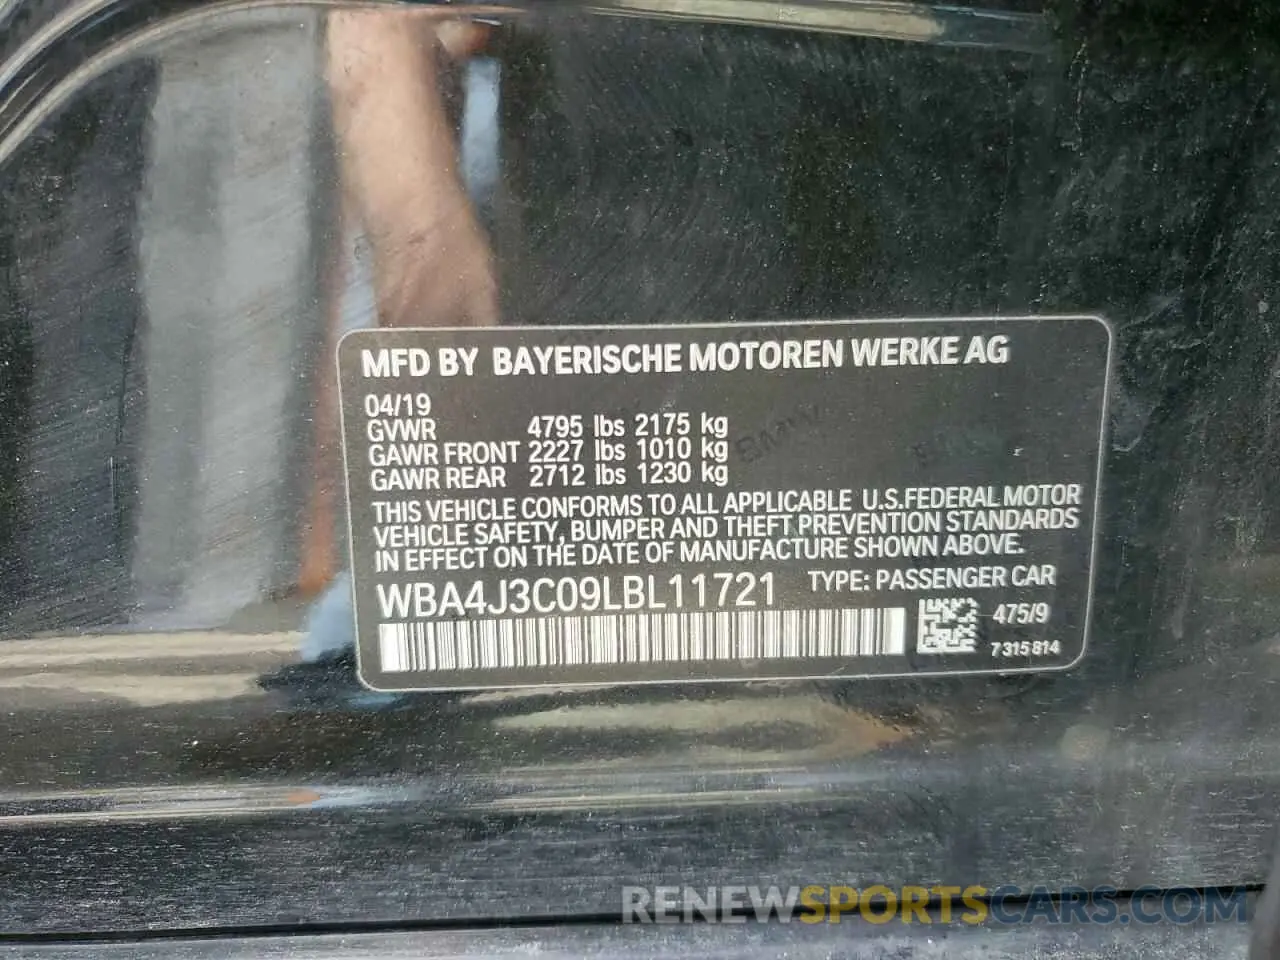 MFD BY BAYERISCHE MOTOREN WERKE AG
04/19
GVWR 4795 lbs 2175 kg
GAWR FRONT 2227 lbs 1010 kg
GAWR REAR 2712 lbs 1230 kg
THIS VEHICLE CONFORMS TO ALL APPLICABLE U.S.FEDERAL MOTOR
VEHICLE SAFETY, BUMPER AND THEFT PREVENTION STANDARDS
IN EFFECT ON THE DATE OF MANUFACTURE SHOWN ABOVE.
WBA4J3C09LBL11721 TYPE: PASSENGER CAR
475/9
7315814
RENEWSPORTSCARS.COM